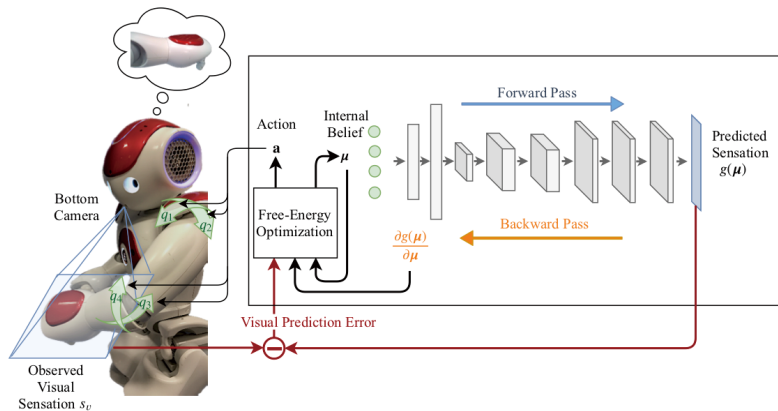 Forward Pass
Internal
Belief
Action
a
μ
Predicted
Sensation
g(μ)
Bottom
Camera
q₁
q₂
Free-Energy
Optimization
∂g(μ)
∂μ
Backward Pass
q₄
q₃
Visual Prediction Error
Observed
Visual
Sensation sᵥ